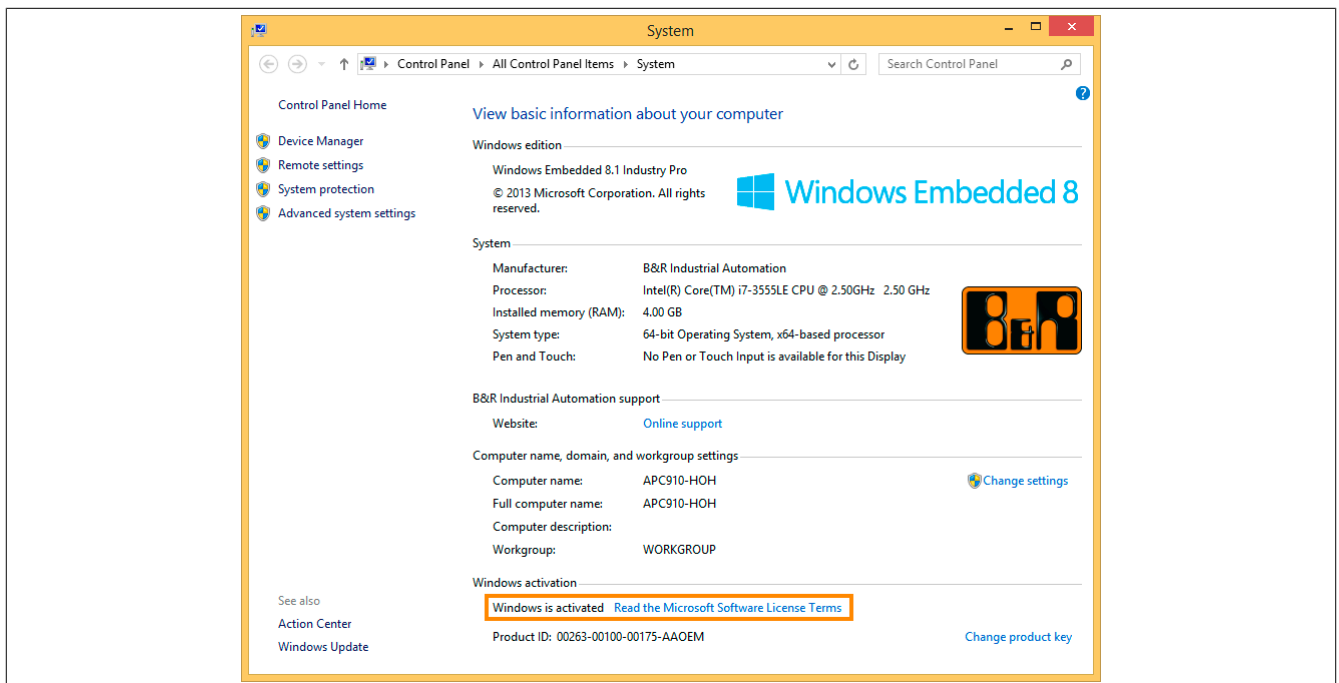 System
Control Panel All Control Panel Items System Search Control Panel
Control Panel Home
Device Manager
Remote settings
System protection
Advanced system settings
See also
Action Center
Windows Update
View basic information about your computer
Windows edition
Windows Embedded 8.1 Industry Pro
© 2013 Microsoft Corporation. All rights
reserved.
Windows Embedded 8
System
Manufacturer: B&R Industrial Automation
Processor: Intel(R) Core(TM) i7-3555LE CPU @ 2.50GHz 2.50 GHz
Installed memory (RAM): 4.00 GB
System type: 64-bit Operating System, x64-based processor
Pen and Touch: No Pen or Touch Input is available for this Display
B&R
B&R Industrial Automation support
Website: Online support
Computer name, domain, and workgroup settings
Computer name: APC910-HOH Change settings
Full computer name: APC910-HOH
Computer description:
Workgroup: WORKGROUP
Windows activation
Windows is activated Read the Microsoft Software License Terms
Product ID: 00263-00100-00175-AAOEM Change product key